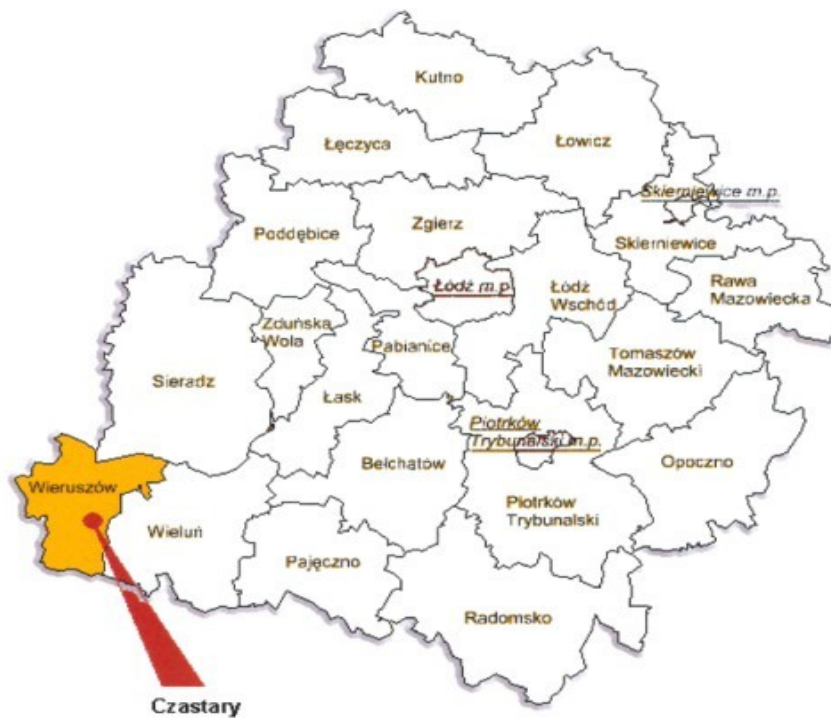 Kutno
Łęczyca
Łowicz
Skierniewice m.p.
Poddębice
Zgierz
Skierniewice
Łódź m.p.
Łódź
Wschód
Rawa
Mazowiecka
Zduńska
Wola
Pabianice
Tomaszów
Mazowiecki
Sieradz
Łask
Piotrków
Trybunalski m.p.
Bełchatów
Opoczno
Wieruszów
Piotrków
Trybunalski
Wieluń
Pajęczno
Radomsko
Czastary